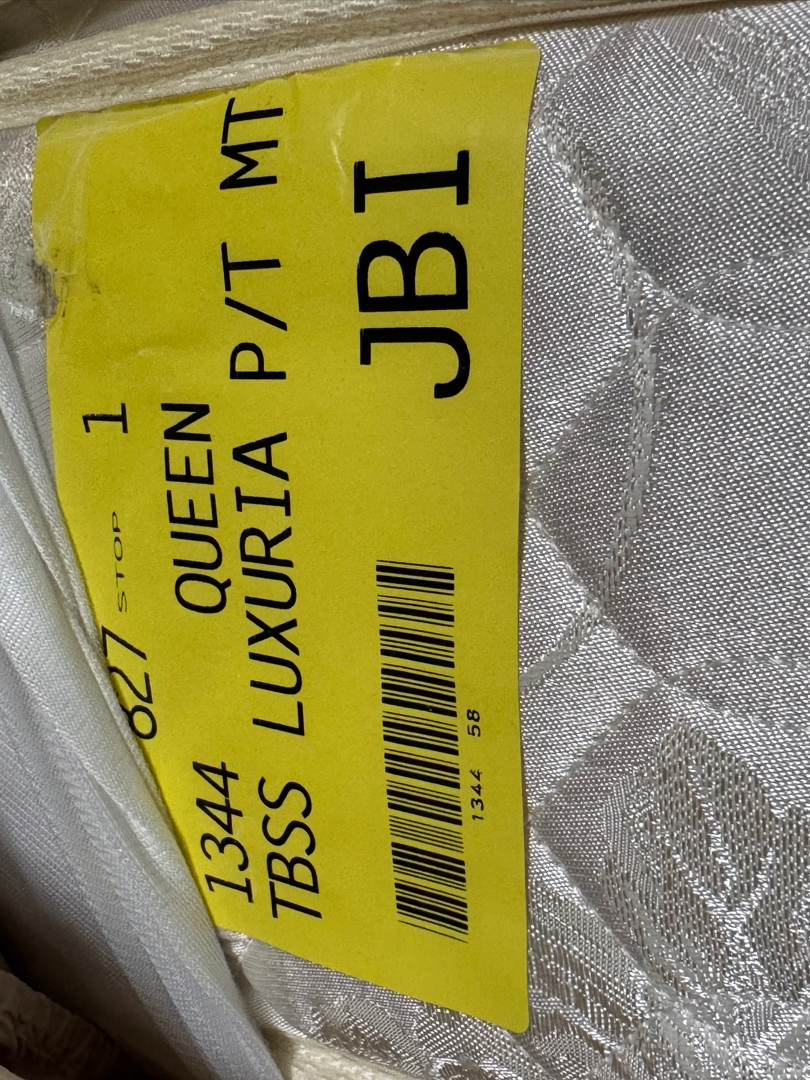 827 STOP 1
1344 QUEEN
TBSS LUXURIA P/T MT
JBI
1344 58